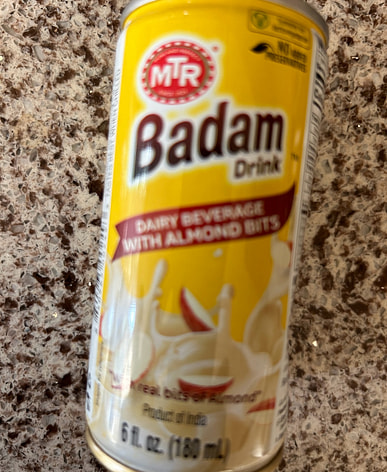 MTR
Badam
Drink
DAIRY BEVERAGE
WITH ALMOND BITS
real bits of Almond*
Product of India
6 fl. oz. (180 mL)